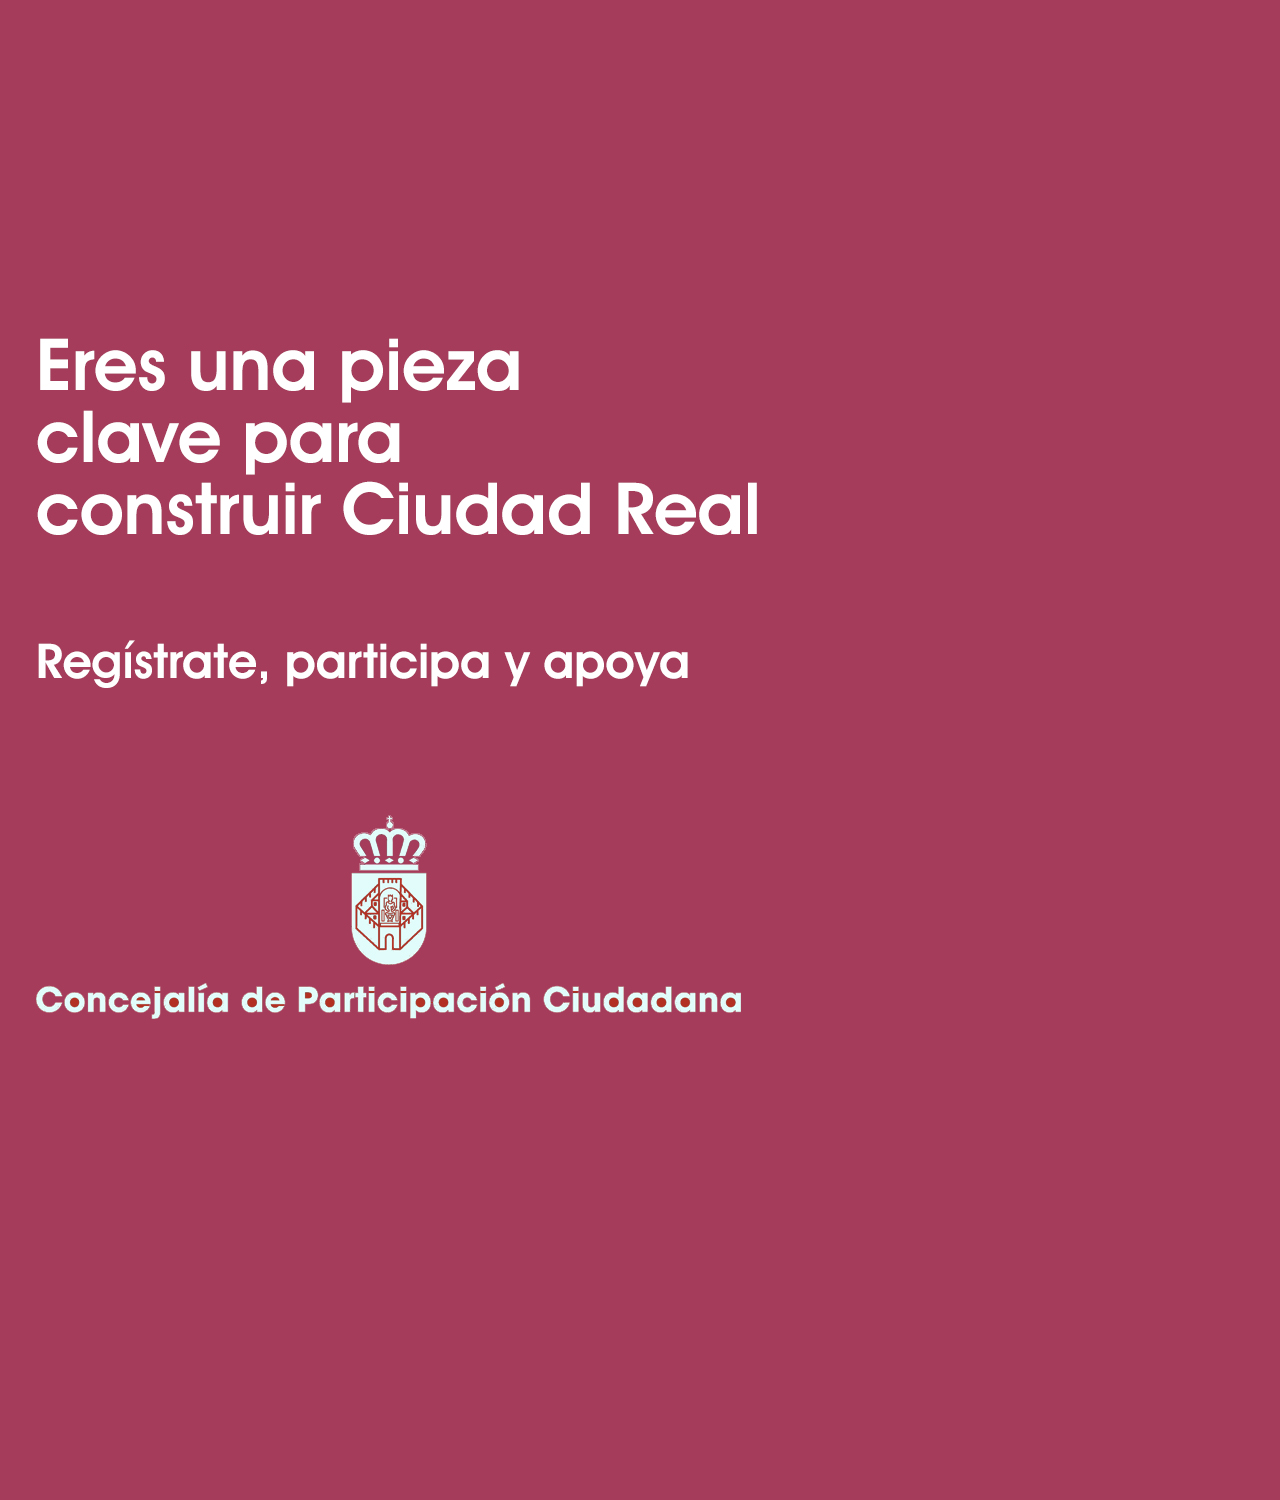 Eres una pieza
clave para
construir Ciudad Real
Regístrate, participa y apoya
Concejalía de Participación Ciudadana